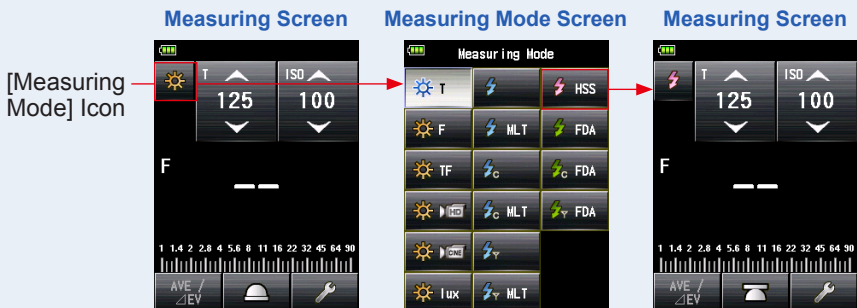 Measuring Screen
Measuring Mode Screen
Measuring Screen
[Measuring
Mode] Icon
T
125
ISO
100
F
1 1.4 2 2.8 4 5.6 8 11 16 22 32 45 64 90
AVE /
⊿EV
Measuring Mode
T
HSS
F
MLT
FDA
TF
C
C FDA
HD
C MLT
Y FDA
CINE
Y
lux
Y MLT
T
125
ISO
100
F
1 1.4 2 2.8 4 5.6 8 11 16 22 32 45 64 90
AVE /
⊿EV